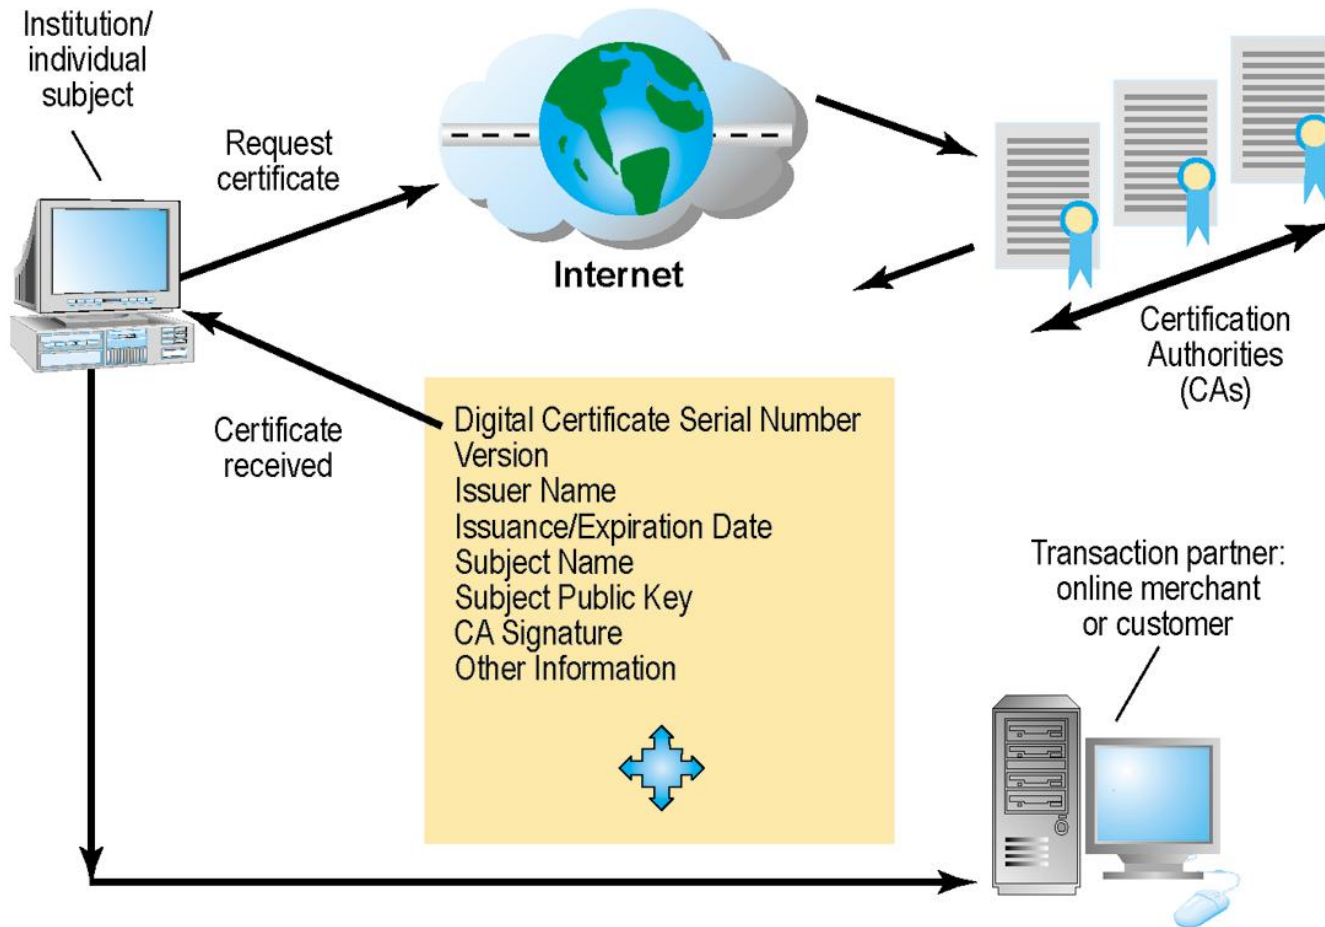 Institution/
individual
subject
Request
certificate
Internet
Certification
Authorities
(CAs)
Certificate
received
Digital Certificate Serial Number
Version
Issuer Name
Issuance/Expiration Date
Subject Name
Subject Public Key
CA Signature
Other Information
Transaction partner:
online merchant
or customer